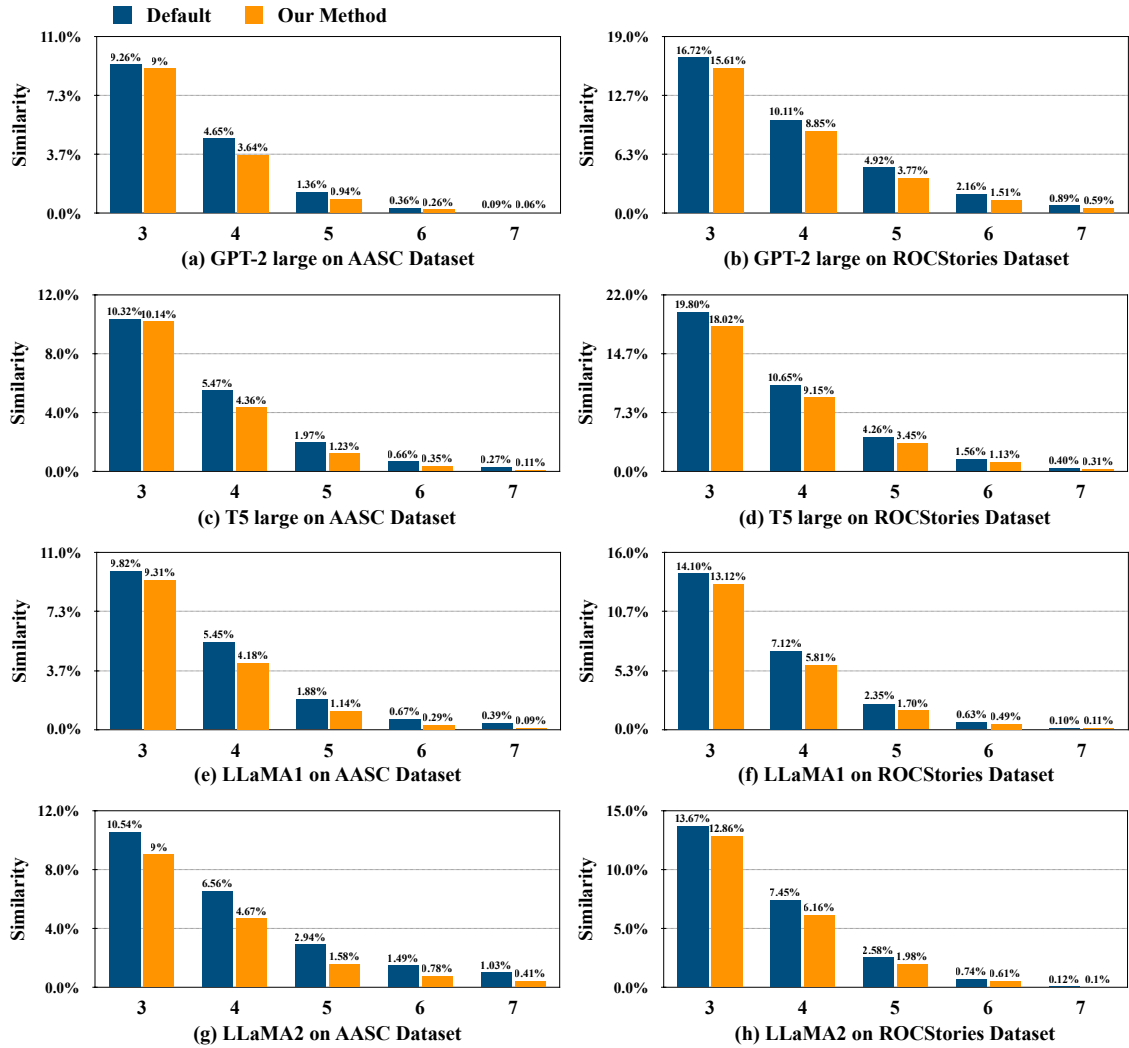 Default Our Method
11.0%
7.3%
3.7%
0.0%
Similarity
9.26% 9%
4.65% 3.64%
1.36% 0.94%
0.36% 0.26%
0.09% 0.06%
3 4 5 6 7
(a) GPT-2 large on AASC Dataset
19.0%
12.7%
6.3%
0.0%
Similarity
16.72% 15.61%
10.11% 8.85%
4.92% 3.77%
2.16% 1.51%
0.89% 0.59%
3 4 5 6 7
(b) GPT-2 large on ROCStories Dataset
12.0%
8.0%
4.0%
0.0%
Similarity
10.32% 10.14%
5.47% 4.36%
1.97% 1.23%
0.66% 0.35%
0.27% 0.11%
3 4 5 6 7
(c) T5 large on AASC Dataset
22.0%
14.7%
7.3%
0.0%
Similarity
19.80% 18.02%
10.65% 9.15%
4.26% 3.45%
1.56% 1.13%
0.40% 0.31%
3 4 5 6 7
(d) T5 large on ROCStories Dataset
11.0%
7.3%
3.7%
0.0%
Similarity
9.82% 9.31%
5.45% 4.18%
1.88% 1.14%
0.67% 0.29%
0.39% 0.09%
3 4 5 6 7
(e) LLaMA1 on AASC Dataset
16.0%
10.7%
5.3%
0.0%
Similarity
14.10% 13.12%
7.12% 5.81%
2.35% 1.70%
0.63% 0.49%
0.10% 0.11%
3 4 5 6 7
(f) LLaMA1 on ROCStories Dataset
12.0%
8.0%
4.0%
0.0%
Similarity
10.54% 9%
6.56% 4.67%
2.94% 1.58%
1.49% 0.78%
1.03% 0.41%
3 4 5 6 7
(g) LLaMA2 on AASC Dataset
15.0%
10.0%
5.0%
0.0%
Similarity
13.67% 12.86%
7.45% 6.16%
2.58% 1.98%
0.74% 0.61%
0.12% 0.1%
3 4 5 6 7
(h) LLaMA2 on ROCStories Dataset